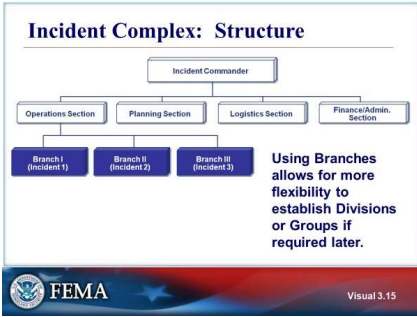 Incident Complex: Structure
Incident Commander
Operations Section
Planning Section
Logistics Section
Finance/Admin.
Section
Branch I
(Incident 1)
Branch II
(Incident 2)
Branch III
(Incident 3)
Using Branches
allows for more
flexibility to
establish Divisions
or Groups if
required later.
FEMA
Visual 3.15